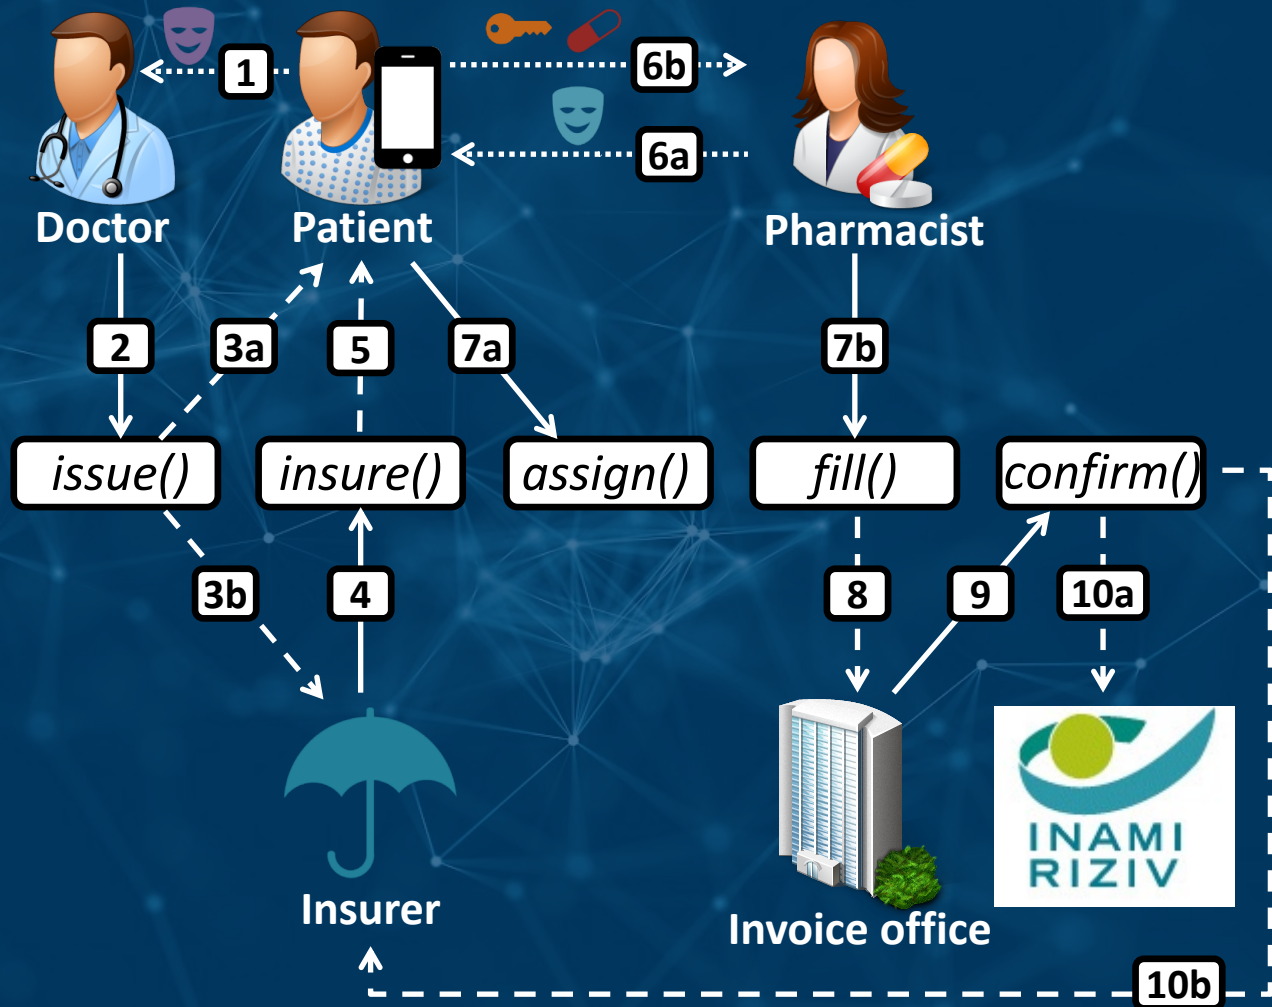 1
6b
6a
Doctor
Patient
Pharmacist
2
3a
5
7a
7b
issue()
insure()
assign()
fill()
confirm()
3b
4
8
9
10a
INAMI
RIZIV
Insurer
Invoice office
10b